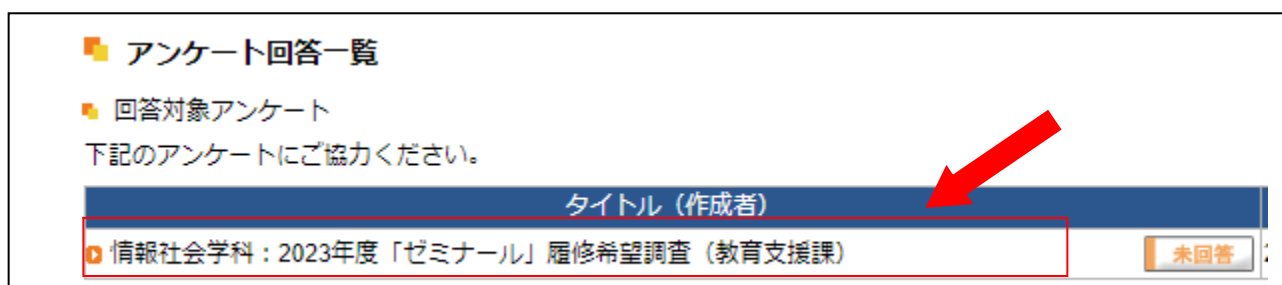 アンケート回答一覧
回答対象アンケート
下記のアンケートにご協力ください。
タイトル（作成者）
情報社会学科：2023年度「ゼミナール」履修希望調査（教育支援課） 未回答